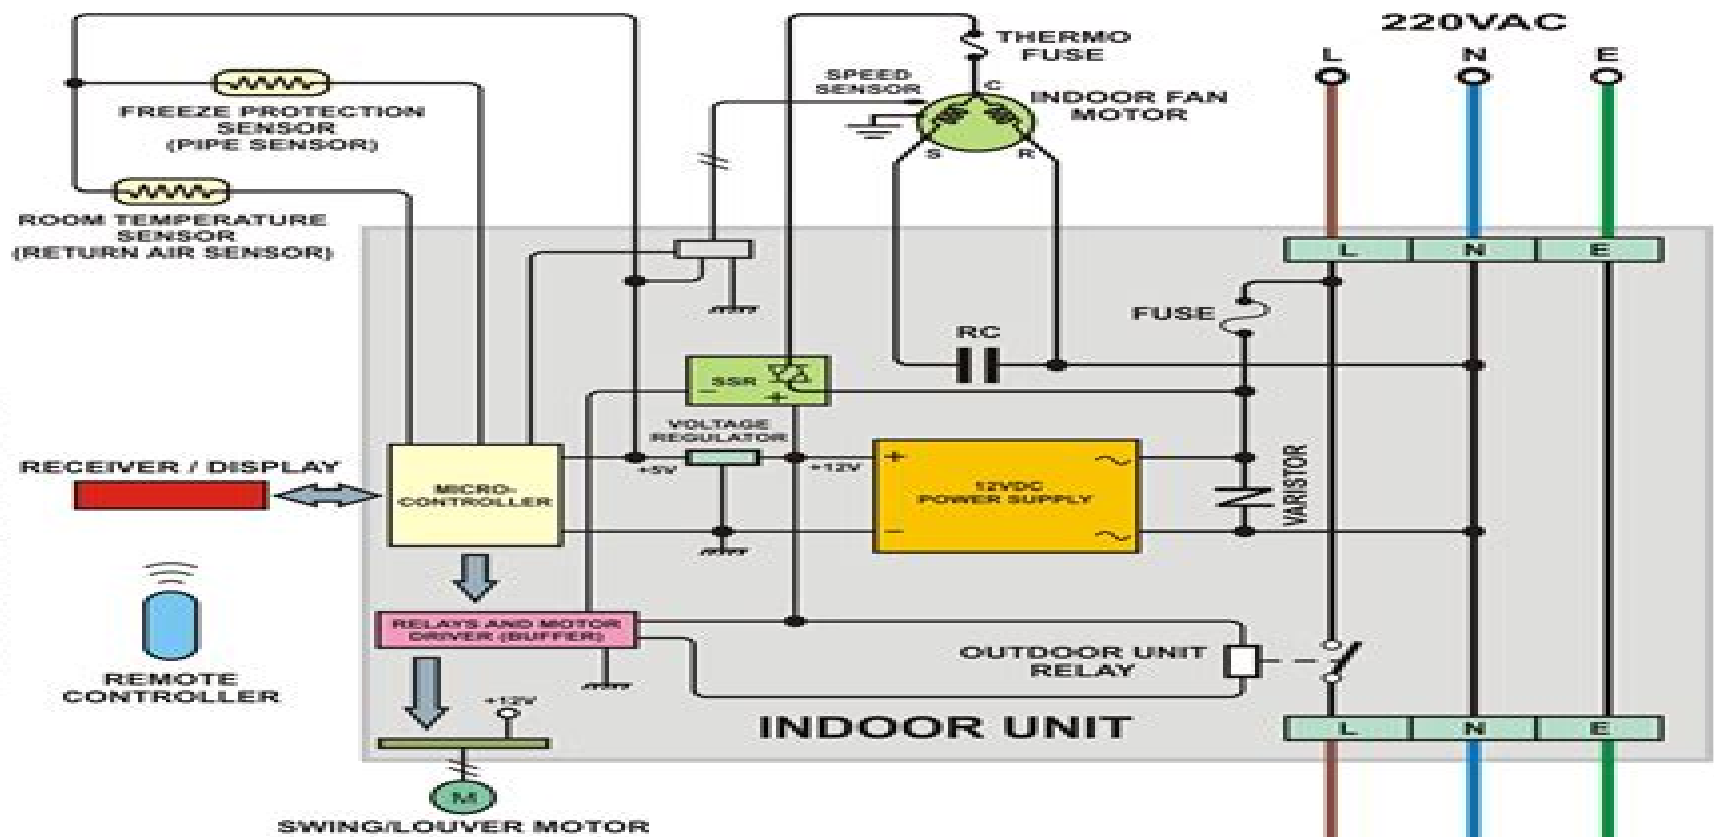 220VAC
L
N
E
THERMO
FUSE
SPEED
SENSOR
C
INDOOR FAN
MOTOR
S
R
FREEZE PROTECTION
SENSOR
(PIPE SENSOR)
ROOM TEMPERATURE
SENSOR
(RETURN AIR SENSOR)
L
N
E
FUSE
RC
SSR
-
+
VOLTAGE
REGULATOR
+5V
+12V
+
-
12VDC
POWER SUPPLY
VARISTOR
RECEIVER / DISPLAY
MICRO-
CONTROLLER
REMOTE
CONTROLLER
RELAYS AND MOTOR
DRIVER (BUFFER)
OUTDOOR UNIT
RELAY
+12V
INDOOR UNIT
L
N
E
M
SWING/LOUVER MOTOR